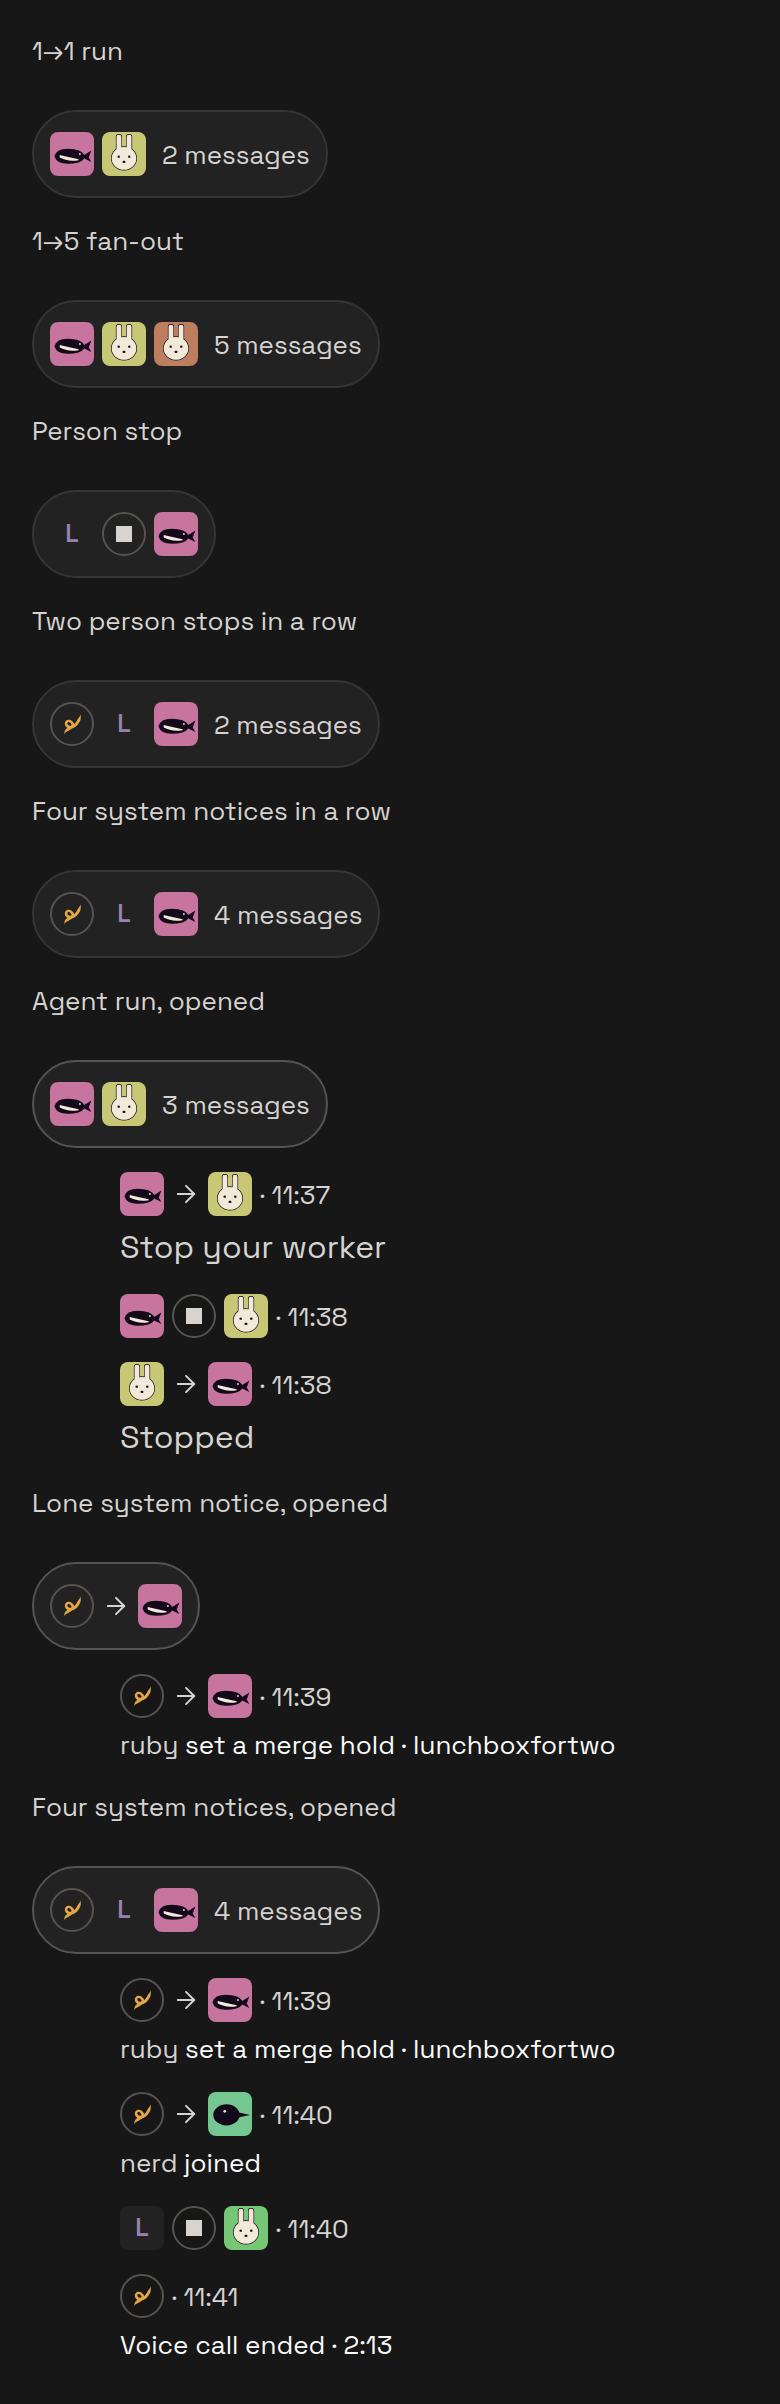 1→1 run
2 messages
1→5 fan-out
5 messages
Person stop
L
Two person stops in a row
L 2 messages
Four system notices in a row
L 4 messages
Agent run, opened
3 messages
→ · 11:37
Stop your worker
· 11:38
→ · 11:38
Stopped
Lone system notice, opened
→
→ · 11:39
ruby set a merge hold · lunchboxfortwo
Four system notices, opened
L 4 messages
→ · 11:39
ruby set a merge hold · lunchboxfortwo
→ · 11:40
nerd joined
L · 11:40
· 11:41
Voice call ended · 2:13